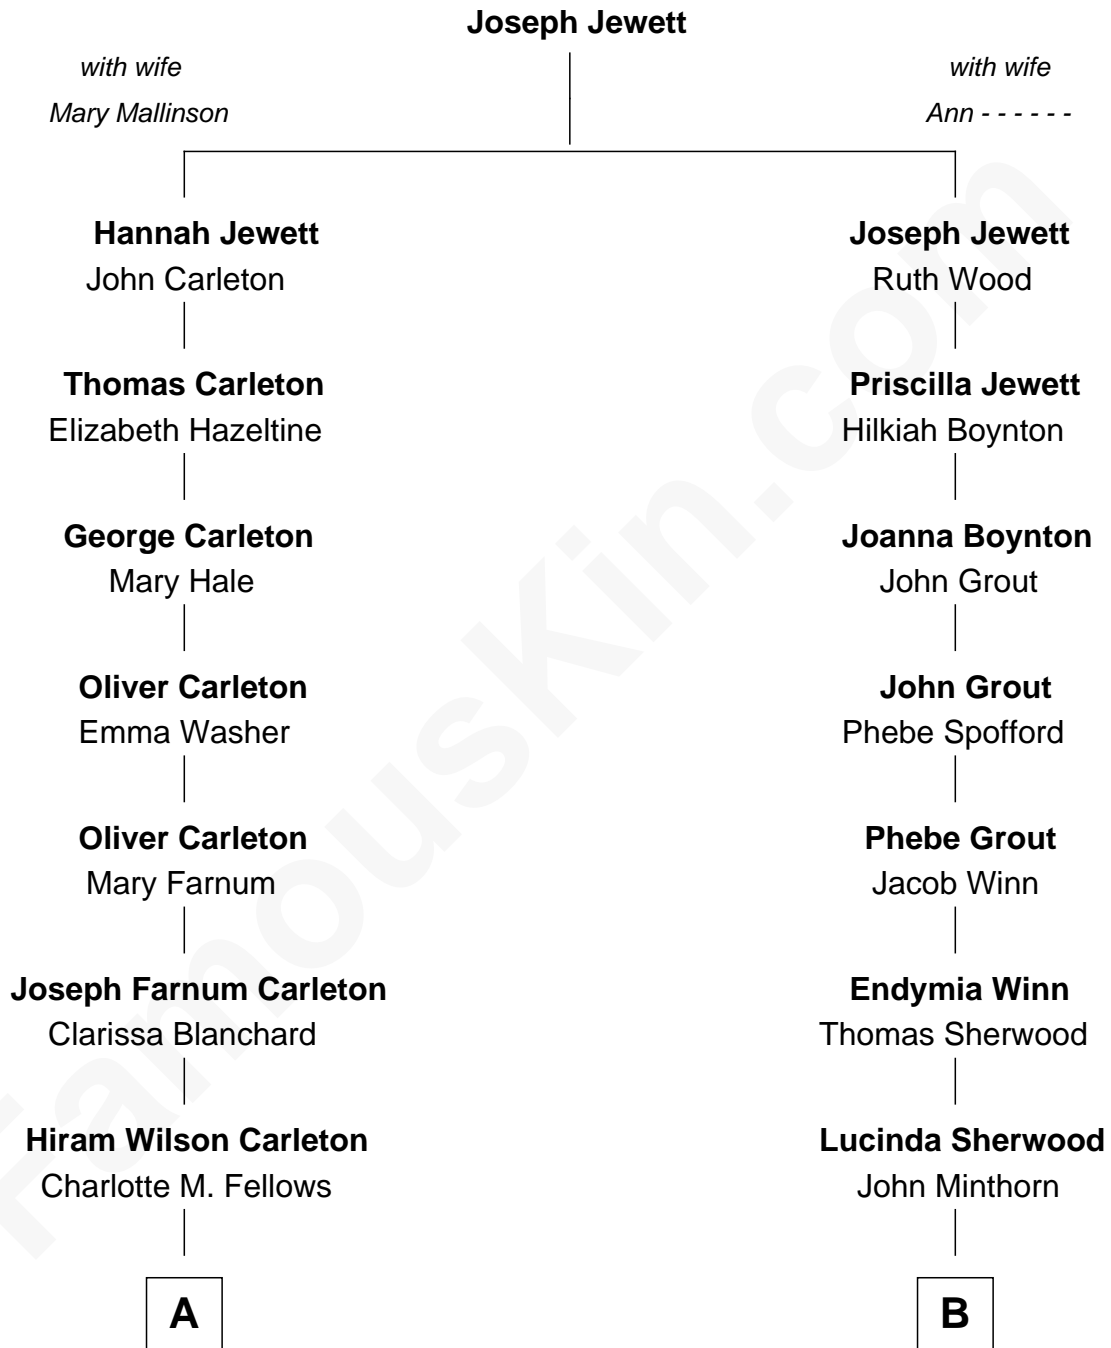 Joseph Jewett
with wife
Mary Mallinson
with wife
Ann - - - - - -
Hannah Jewett
John Carleton
Joseph Jewett
Ruth Wood
Thomas Carleton
Elizabeth Hazeltine
Priscilla Jewett
Hilkiah Boynton
George Carleton
Mary Hale
Joanna Boynton
John Grout
Oliver Carleton
Emma Washer
John Grout
Phebe Spofford
Oliver Carleton
Mary Farnum
Phebe Grout
Jacob Winn
Joseph Farnum Carleton
Clarissa Blanchard
Endymia Winn
Thomas Sherwood
Hiram Wilson Carleton
Charlotte M. Fellows
Lucinda Sherwood
John Minthorn
A
B
FamousKin.com